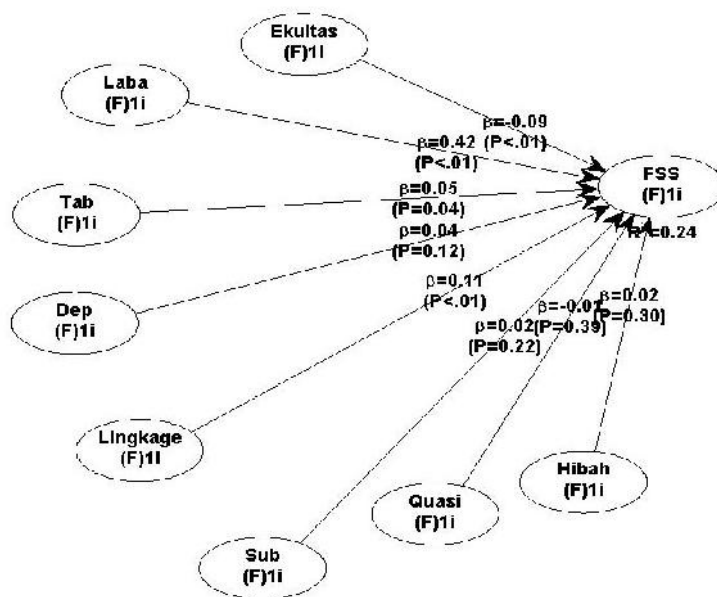 Ekultas
(F)1i
Laba
(F)1i
β=-0.09
(P<.01)
β=0.42
(P<.01)
FSS
(F)1i
R²=0.24
Tab
(F)1i
β=0.05
(P=0.04)
β=0.04
(P=0.12)
Dep
(F)1i
β=0.11
(P<.01)
β=0.02
(P=0.22)
β=-0.01
(P=0.39)
β=0.02
(P=0.30)
Lingkage
(F)1i
Hibah
(F)1i
Quasi
(F)1i
Sub
(F)1i